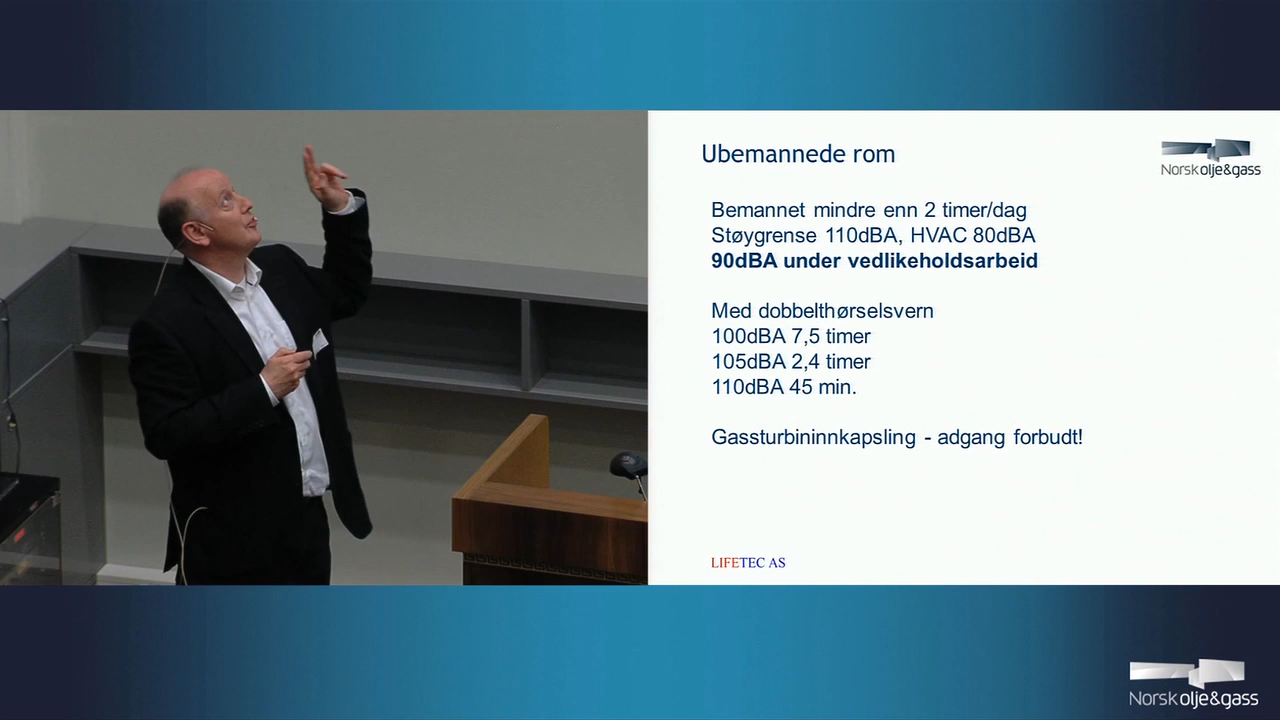 Ubemannede rom
Norskolje&gass
Bemannet mindre enn 2 timer/dag
Støygrense 110dBA, HVAC 80dBA
90dBA under vedlikeholdsarbeid
Med dobbelthørselsvern
100dBA 7,5 timer
105dBA 2,4 timer
110dBA 45 min.
Gassturbininnkapsling - adgang forbudt!
LIFETEC AS
Norskolje&gass